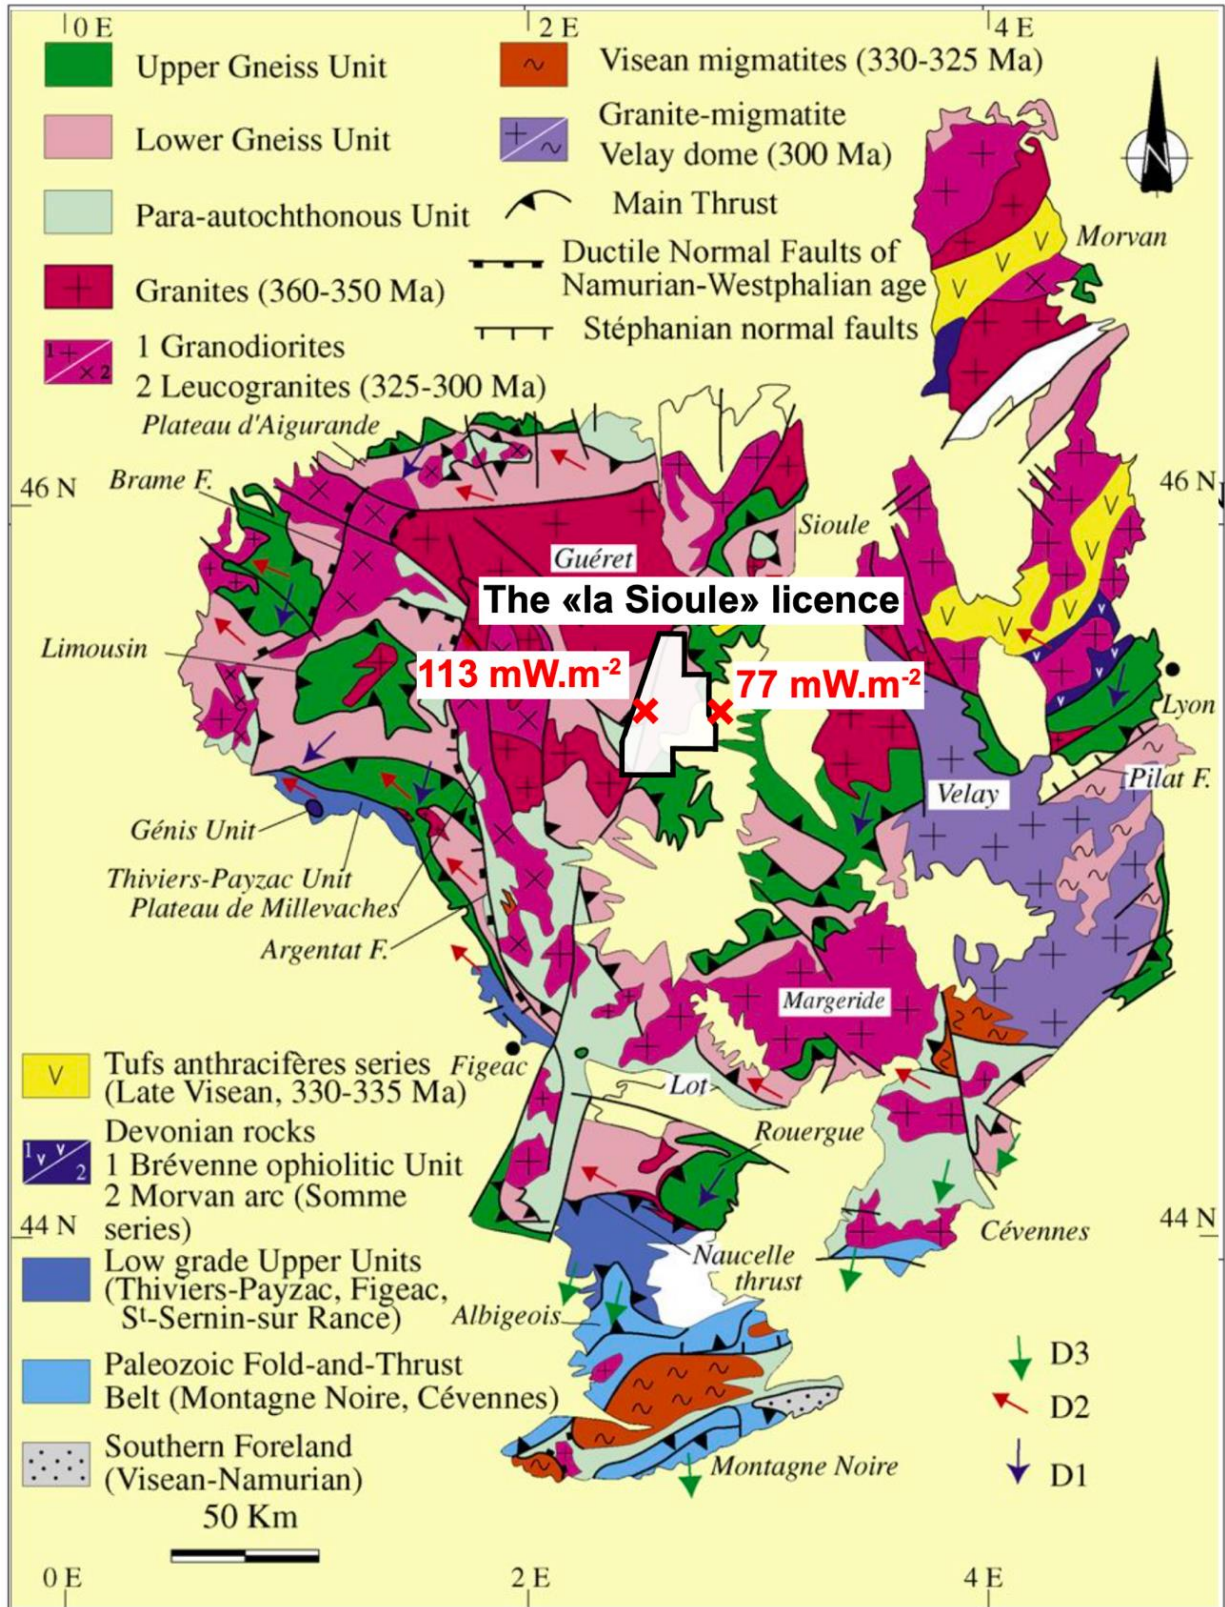 0 E
2 E
4 E
Upper Gneiss Unit
Lower Gneiss Unit
Para-autochthonous Unit
Granites (360-350 Ma)
1
2
1 Granodiorites
2 Leucogranites (325-300 Ma)
Visean migmatites (330-325 Ma)
Granite-migmatite
Velay dome (300 Ma)
Main Thrust
Ductile Normal Faults of
Namurian-Westphalian age
Stéphanian normal faults
N
Morvan
Plateau d'Aigurande
Brame F.
46 N
46 N
Sioule
Guéret
The «la Sioule» licence
Limousin
113 mW.m-2
77 mW.m-2
Lyon
Pilat F.
Velay
Génis Unit
Thiviers-Payzac Unit
Plateau de Millevaches
Argentat F.
Margeride
Figeac
Lot
Rouergue
Tufs anthracifères series
(Late Visean, 330-335 Ma)
1
2
Devonian rocks
1 Brévenne ophiolitic Unit
2 Morvan arc (Somme
series)
44 N
44 N
Cévennes
Naucelle
thrust
Low grade Upper Units
(Thiviers-Payzac, Figeac,
St-Sernin-sur Rance)
Albigeois
Paleozoic Fold-and-Thrust
Belt (Montagne Noire, Cévennes)
D3
D2
D1
Southern Foreland
(Visean-Namurian)
Montagne Noire
50 Km
0 E
2 E
4 E